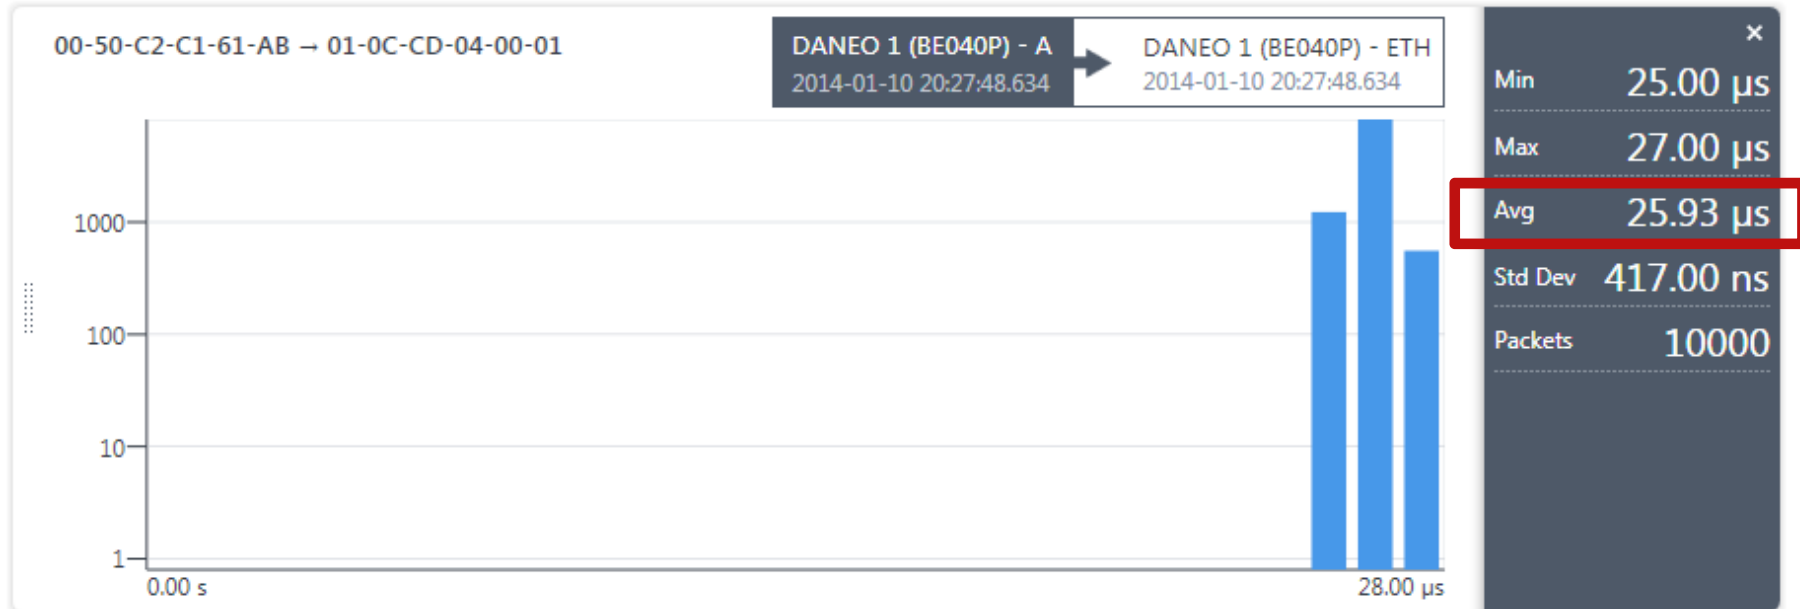 00-50-C2-C1-61-AB → 01-0C-CD-04-00-01
DANEO 1 (BE040P) - A
2014-01-10 20:27:48.634
DANEO 1 (BE040P) - ETH
2014-01-10 20:27:48.634
1000
100
10
1
0.00 s
28.00 µs
×
Min 25.00 µs
Max 27.00 µs
Avg 25.93 µs
Std Dev 417.00 ns
Packets 10000